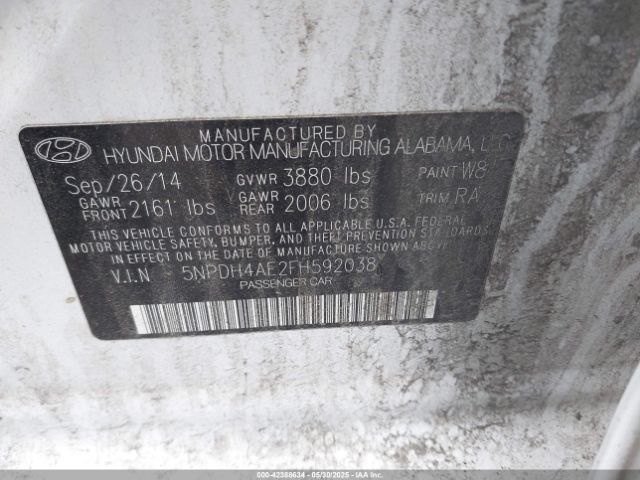 MANUFACTURED BY
HYUNDAI MOTOR MANUFACTURING ALABAMA, LLC
Sep/26/14 GVWR 3880 lbs PAINT W8
GAWR FRONT 2161 lbs GAWR REAR 2006 lbs TRIM RA
THIS VEHICLE CONFORMS TO ALL APPLICABLE U.S.A. FEDERAL
MOTOR VEHICLE SAFETY, BUMPER, AND THEFT PREVENTION STANDARDS
IN EFFECT ON THE DATE OF MANUFACTURE SHOWN ABOVE.
V.I.N 5NPDH4AE2FH592038
PASSENGER CAR
000-42388634 - 05/30/2025 - IAA Inc. - Copyright